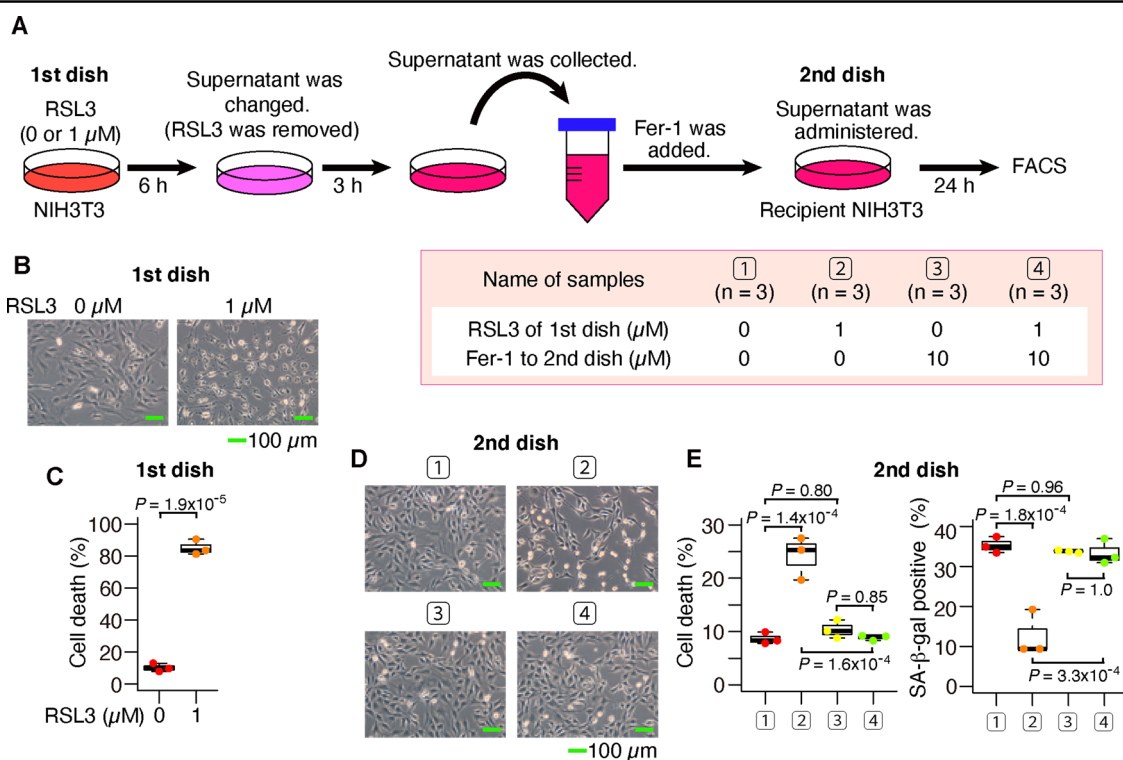 A
1st dish
RSL3
(0 or 1 µM)
NIH3T3
6 h
Supernatant was
changed.
(RSL3 was removed)
3 h
Supernatant was collected.
Fer-1 was
added.
2nd dish
Supernatant was
administered.
Recipient NIH3T3
24 h
FACS
Name of samples
1 2 3 4
(n = 3) (n = 3) (n = 3) (n = 3)
RSL3 of 1st dish (µM) 0 1 0 1
Fer-1 to 2nd dish (µM) 0 0 10 10
B
1st dish
RSL3 0 µM 1 µM
100 µm
C
1st dish
P = 1.9x10⁻⁵
Cell death (%)
100
80
60
40
20
0
RSL3 (µM) 0 1
D
2nd dish
1 2
3 4
100 µm
E
2nd dish
P = 0.80
P = 1.4x10⁻⁴
P = 0.85
P = 1.6x10⁻⁴
Cell death (%)
30
20
10
0
1 2 3 4
P = 0.96
P = 1.8x10⁻⁴
P = 1.0
P = 3.3x10⁻⁴
SA-β-gal positive (%)
40
30
20
10
0
1 2 3 4